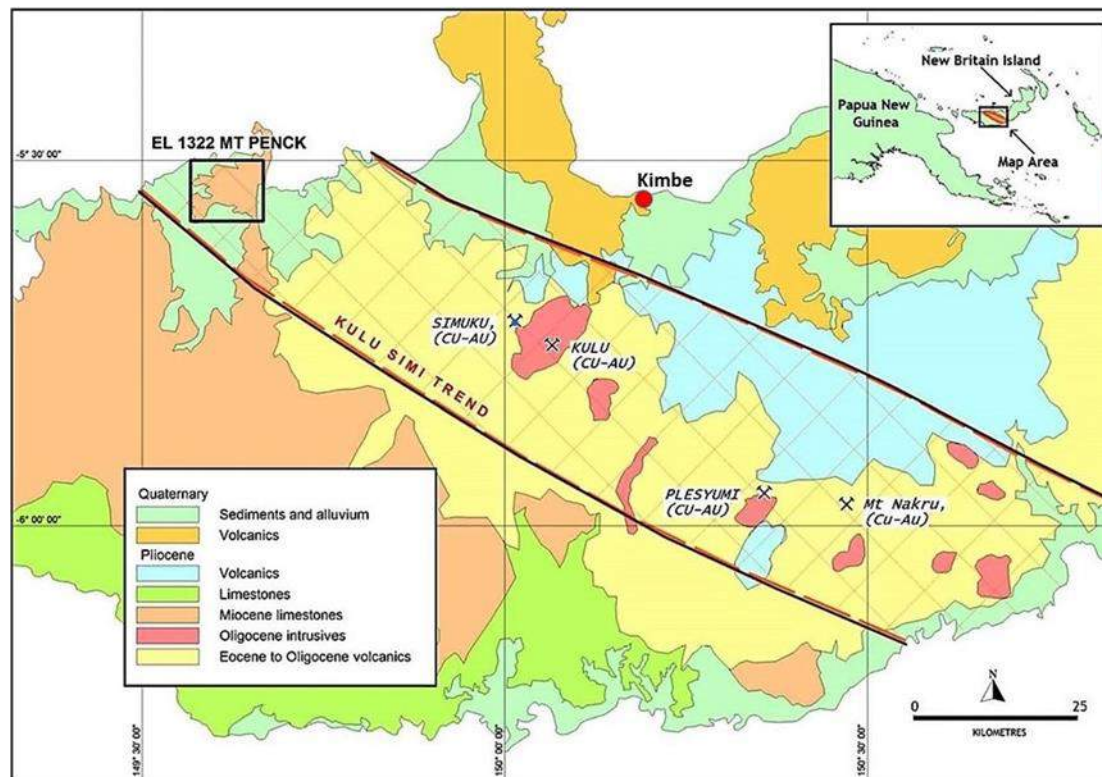 New Britain Island
Papua New
Guinea
Map Area
EL 1322 MT PENCK
-5° 30' 00"
Kimbe
SIMUKU,
(CU-AU)
KULU
(CU-AU)
KULU SIMI TREND
PLESYUMI
(CU-AU)
Mt Nakru,
(Cu-Au)
-6° 00' 00"
Quaternary
Sediments and alluvium
Volcanics
Pliocene
Volcanics
Limestones
Miocene limestones
Oligocene intrusives
Eocene to Oligocene volcanics
N
0 25
KILOMETRES
149° 30' 00"
150° 00' 00"
150° 30' 00"